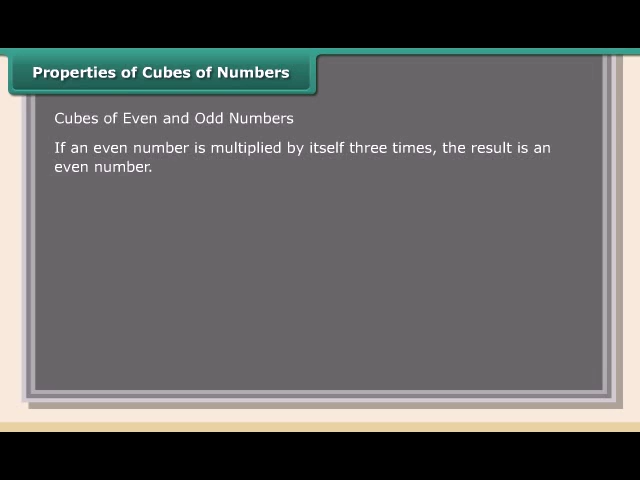 Properties of Cubes of Numbers
Cubes of Even and Odd Numbers
If an even number is multiplied by itself three times, the result is an
even number.